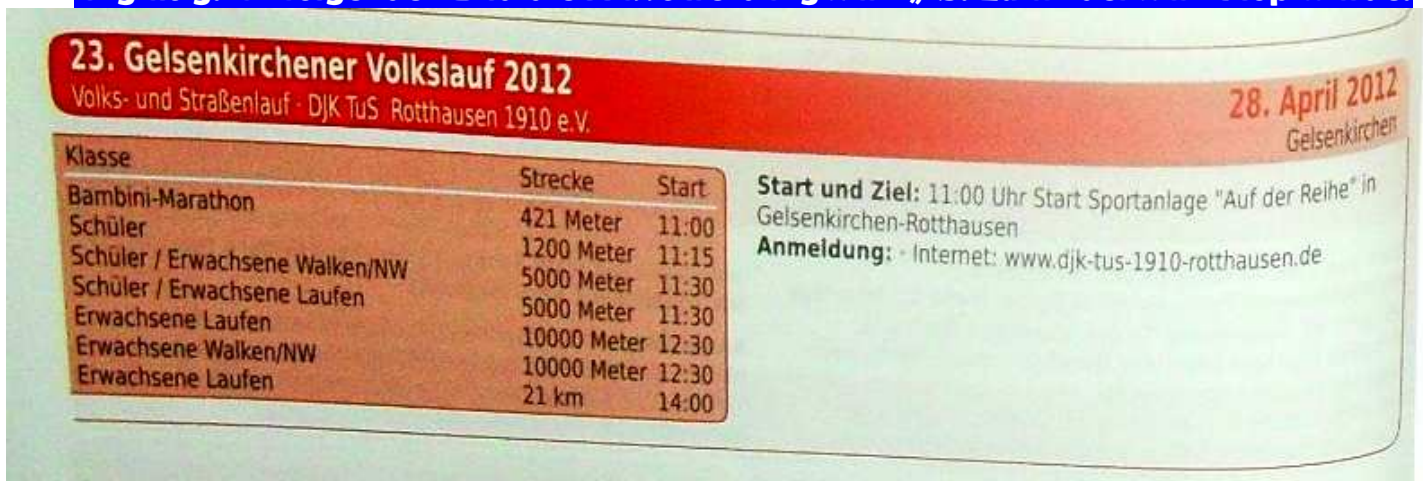 23. Gelsenkirchener Volkslauf 2012
Volks- und Straßenlauf · DJK TuS Rotthausen 1910 e.V.
28. April 2012
Gelsenkirchen
Klasse Strecke Start
Bambini-Marathon 421 Meter 11:00
Schüler 1200 Meter 11:15
Schüler / Erwachsene Walken/NW 5000 Meter 11:30
Schüler / Erwachsene Laufen 5000 Meter 11:30
Erwachsene Laufen 10000 Meter 12:30
Erwachsene Walken/NW 10000 Meter 12:30
Erwachsene Laufen 21 km 14:00
Start und Ziel: 11:00 Uhr Start Sportanlage "Auf der Reihe" in
Gelsenkirchen-Rotthausen
Anmeldung: · Internet: www.djk-tus-1910-rotthausen.de